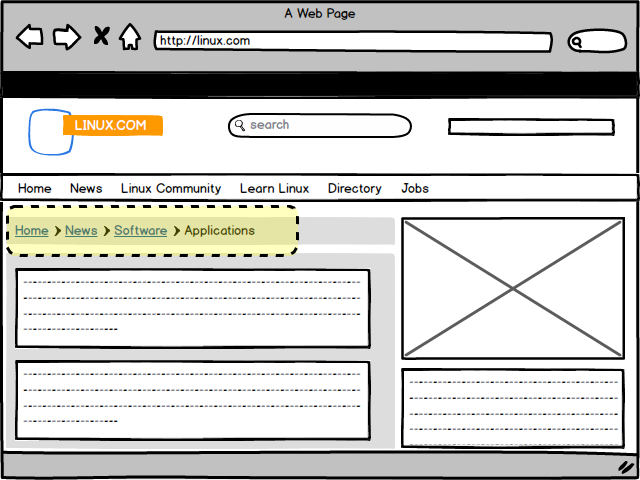 A Web Page
http://linux.com
LINUX.COM
search
Home News Linux Community Learn Linux Directory Jobs
Home > News > Software > Applications